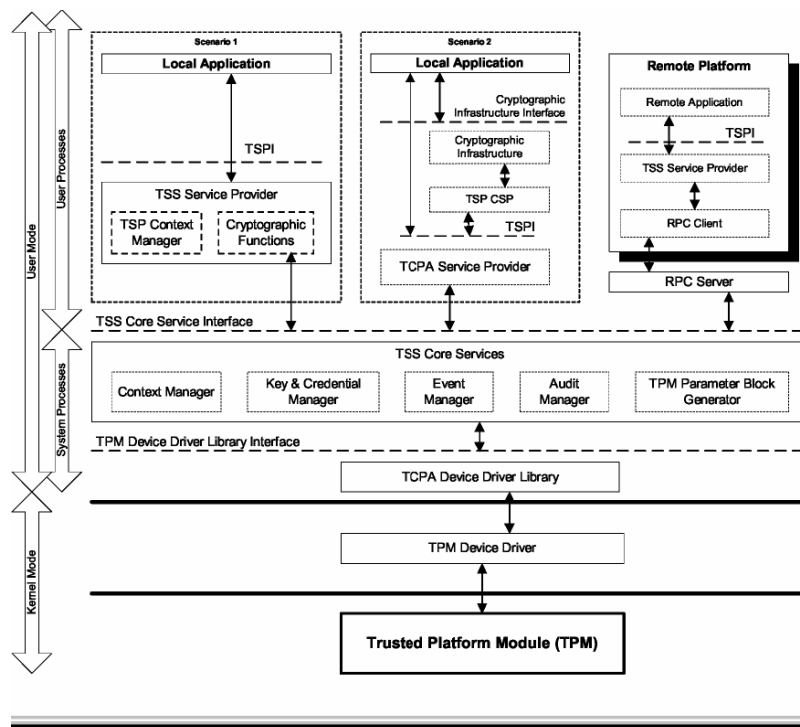 Scenario 1
Local Application
TSPI
TSS Service Provider
TSP Context
Manager
Cryptographic
Functions
Scenario 2
Local Application
Cryptographic
Infrastructure Interface
Cryptographic
Infrastructure
TSP CSP
TSPI
TCPA Service Provider
Remote Platform
Remote Application
TSPI
TSS Service Provider
RPC Client
RPC Server
TSS Core Service Interface
TSS Core Services
Context Manager
Key & Credential
Manager
Event
Manager
Audit
Manager
TPM Parameter Block
Generator
TPM Device Driver Library Interface
TCPA Device Driver Library
TPM Device Driver
Trusted Platform Module (TPM)
User Mode
User Processes
System Processes
Kernel Mode